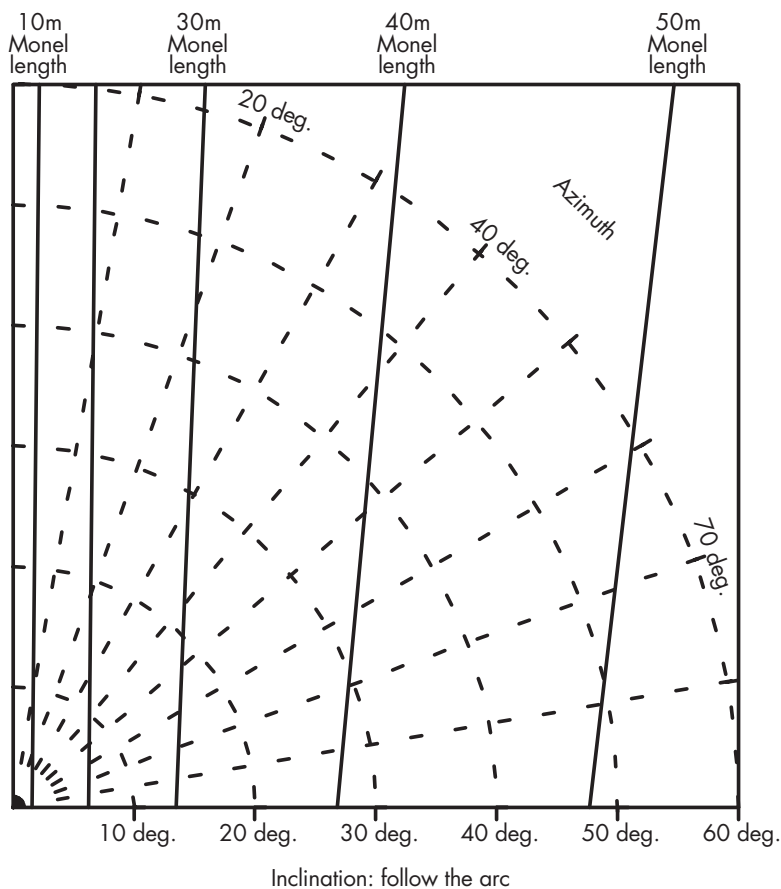 10m
Monel
length
30m
Monel
length
40m
Monel
length
50m
Monel
length
20 deg.
Azimuth
40 deg.
70 deg.
10 deg.
20 deg.
30 deg.
40 deg.
50 deg.
60 deg.
Inclination: follow the arc